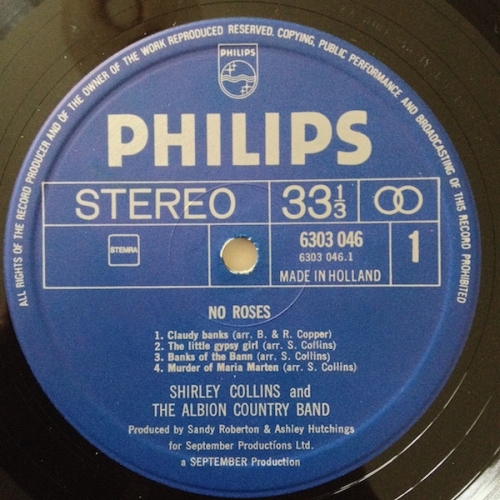 ALL RIGHTS OF THE RECORD PRODUCER AND OF THE OWNER OF THE WORK REPRODUCED RESERVED. COPYING, PUBLIC PERFORMANCE AND BROADCASTING OF THIS RECORD PROHIBITED
PHILIPS
PHILIPS
STEREO 33 1/3
STEMRA 6303 046 1
6303 046.1
MADE IN HOLLAND
NO ROSES
1. Claudy banks (arr. B. & R. Copper)
2. The little gypsy girl (arr. S. Collins)
3. Banks of the Bann (arr. S. Collins)
4. Murder of Maria Marten (arr. S. Collins)
SHIRLEY COLLINS and
THE ALBION COUNTRY BAND
Produced by Sandy Roberton & Ashley Hutchings
for September Productions Ltd.
a SEPTEMBER Production